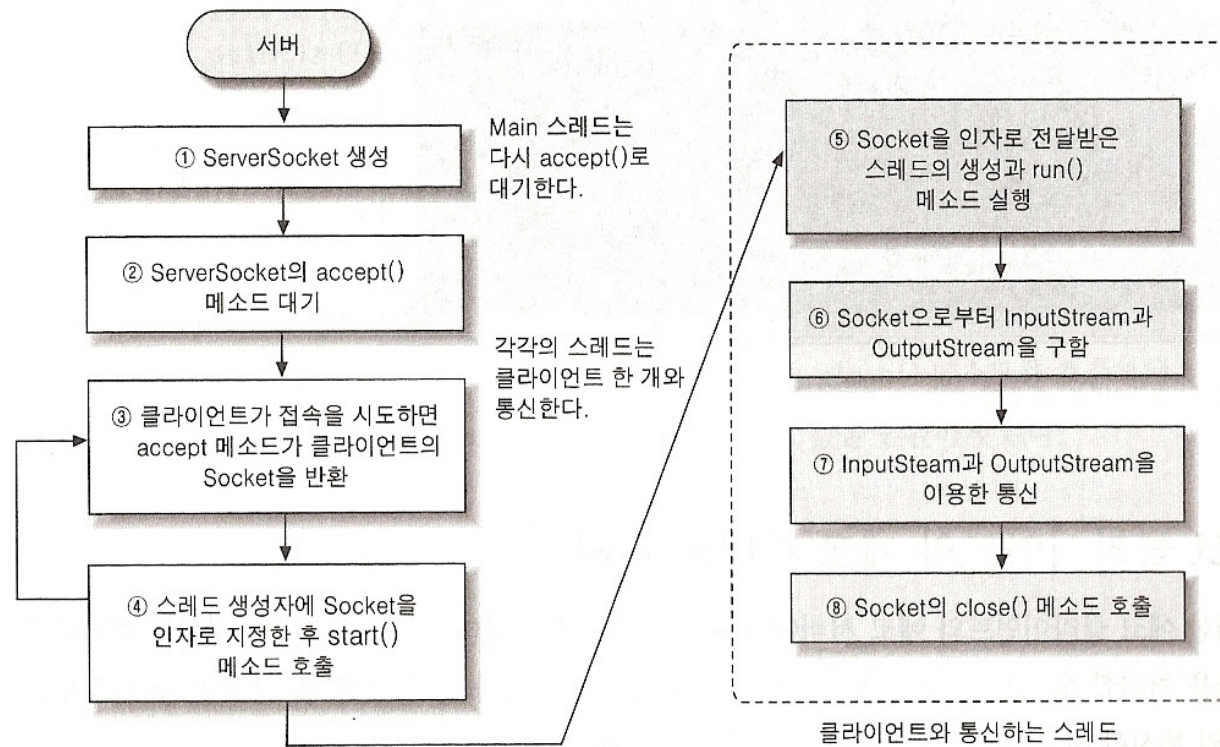 서버
① ServerSocket 생성
Main 스레드는
다시 accept()로
대기한다.
② ServerSocket의 accept()
메소드 대기
각각의 스레드는
클라이언트 한 개와
통신한다.
③ 클라이언트가 접속을 시도하면
accept 메소드가 클라이언트의
Socket을 반환
④ 스레드 생성자에 Socket을
인자로 지정한 후 start()
메소드 호출
⑤ Socket을 인자로 전달받은
스레드의 생성과 run()
메소드 실행
⑥ Socket으로부터 InputStream과
OutputStream을 구함
⑦ InputSteam과 OutputStream을
이용한 통신
⑧ Socket의 close() 메소드 호출
클라이언트와 통신하는 스레드